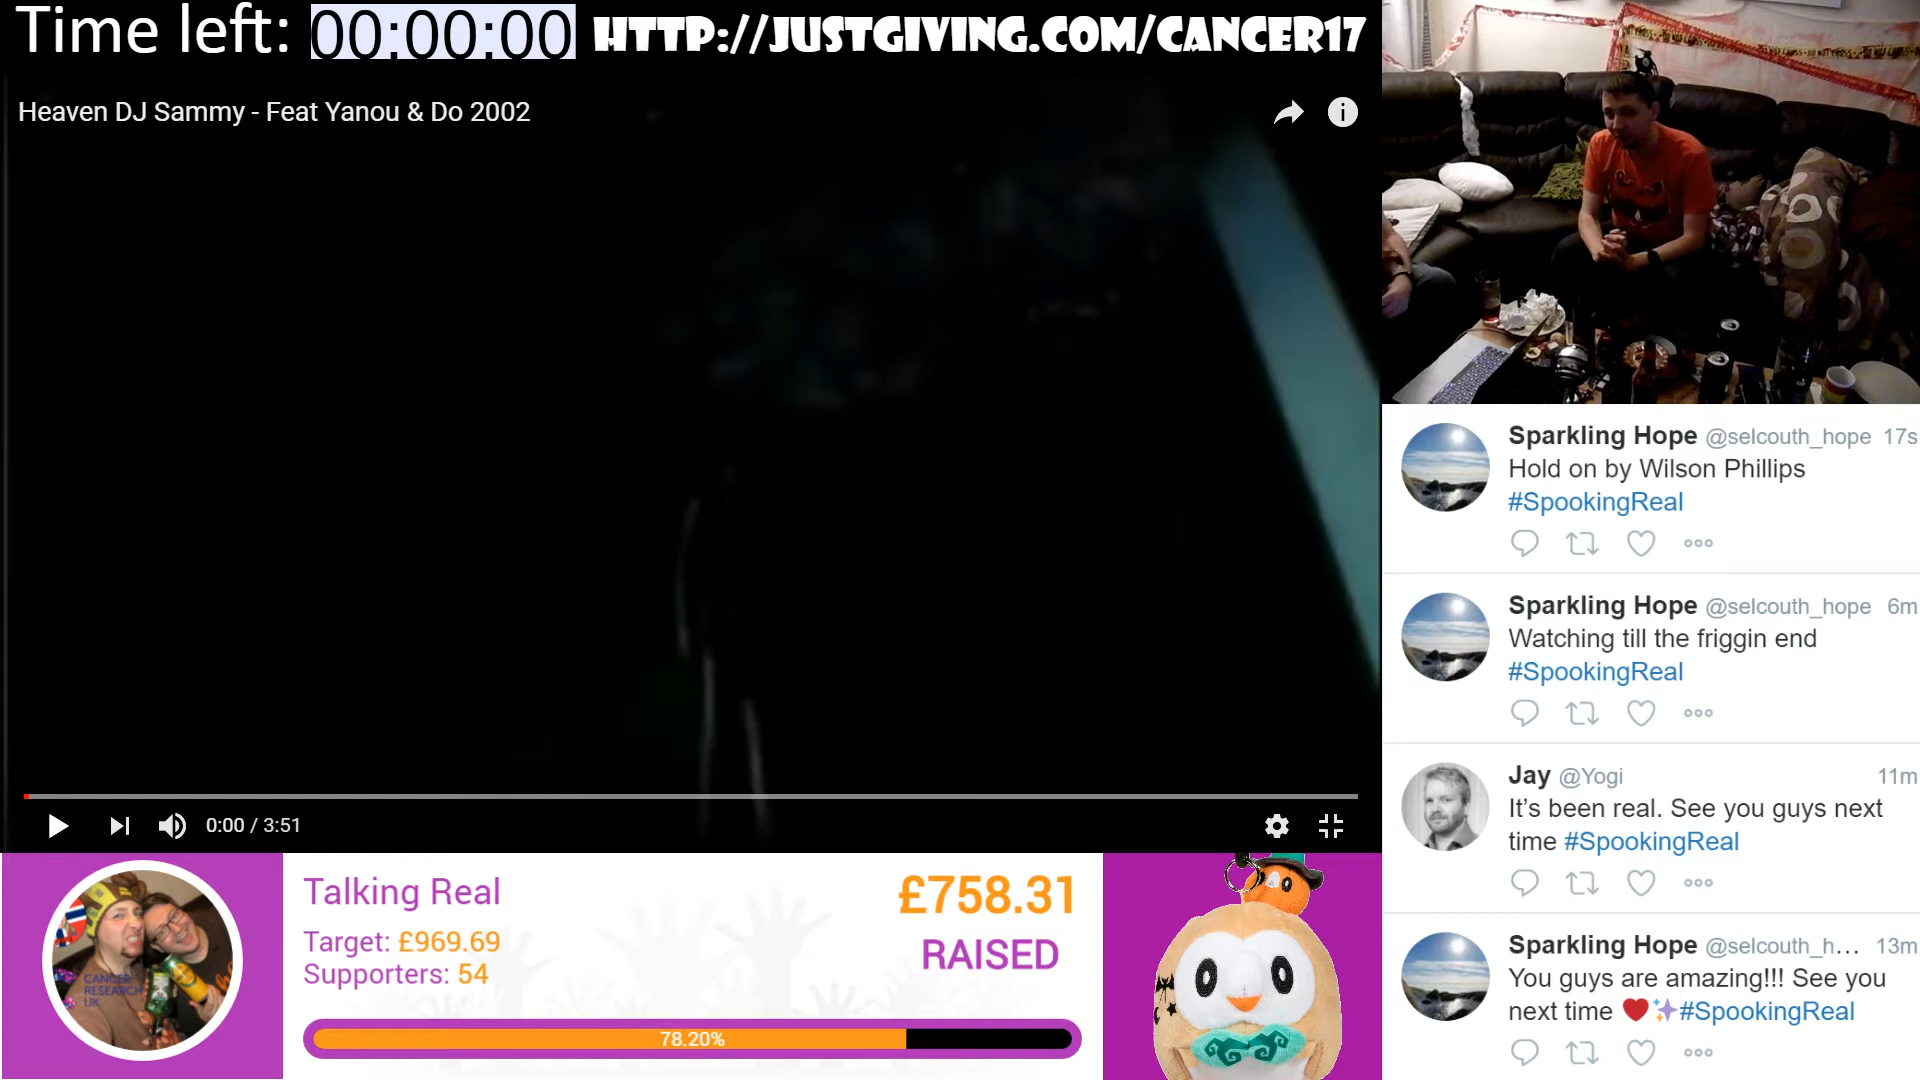 Time left: 00:00:00 HTTP://JUSTGIVING.COM/CANCER17
Heaven DJ Sammy - Feat Yanou & Do 2002
0:00 / 3:51
Talking Real
Target: £969.69
Supporters: 54
£758.31
RAISED
78.20%
CANCER
RESEARCH
UK
Sparkling Hope @selcouth_hope 17s
Hold on by Wilson Phillips
#SpookingReal
Sparkling Hope @selcouth_hope 6m
Watching till the friggin end
#SpookingReal
Jay @Yogi 11m
It's been real. See you guys next
time #SpookingReal
Sparkling Hope @selcouth_h... 13m
You guys are amazing!!! See you
next time ❤️✨#SpookingReal